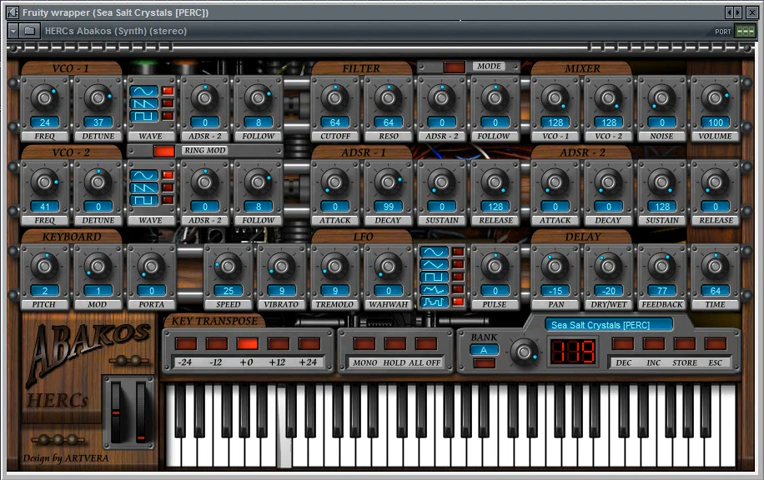 Fruity wrapper (Sea Salt Crystals [PERC])
HERCs Abakos (Synth) (stereo)
PORT ---
VCO - 1
FILTER
MODE
MIXER
24 37 0 8 64 64 0 0 128 128 0 100
FREQ DETUNE WAVE ADSR - 2 FOLLOW CUTOFF RESO ADSR - 2 FOLLOW VCO - 1 VCO - 2 NOISE VOLUME
VCO - 2
RING MOD
ADSR - 1
ADSR - 2
41 0 0 8 0 99 0 128 0 0 128 0
FREQ DETUNE WAVE ADSR - 2 FOLLOW ATTACK DECAY SUSTAIN RELEASE ATTACK DECAY SUSTAIN RELEASE
KEYBOARD
LFO
DELAY
2 1 0 25 9 9 0 0 -15 -20 77 64
PITCH MOD PORTA SPEED VIBRATO TREMOLO WAHWAH PULSE PAN DRY/WET FEEDBACK TIME
ABAKOS
HERCs
KEY TRANSPOSE
-24 -12 +0 +12 +24
MONO HOLD ALL OFF
BANK
A
Sea Salt Crystals [PERC]
119
DEC INC STORE ESC
Design by ARTVERA